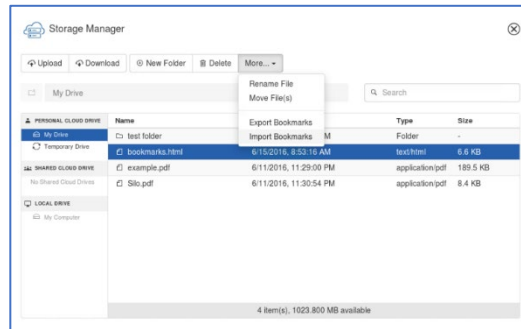 Storage Manager
Upload Download New Folder Delete More...
Rename File
Move File(s)
Export Bookmarks
Import Bookmarks
My Drive
Search
PERSONAL CLOUD DRIVE
My Drive
Temporary Drive
SHARED CLOUD DRIVE
No Shared Cloud Drives
LOCAL DRIVE
My Computer
Name Type Size
test folder M Folder -
bookmarks.html 6/15/2016, 8:53:16 AM text/html 6.6 KB
example.pdf 6/11/2016, 11:29:00 PM application/pdf 189.5 KB
Silo.pdf 6/11/2016, 11:30:54 PM application/pdf 8.4 KB
4 item(s), 1023.800 MB available